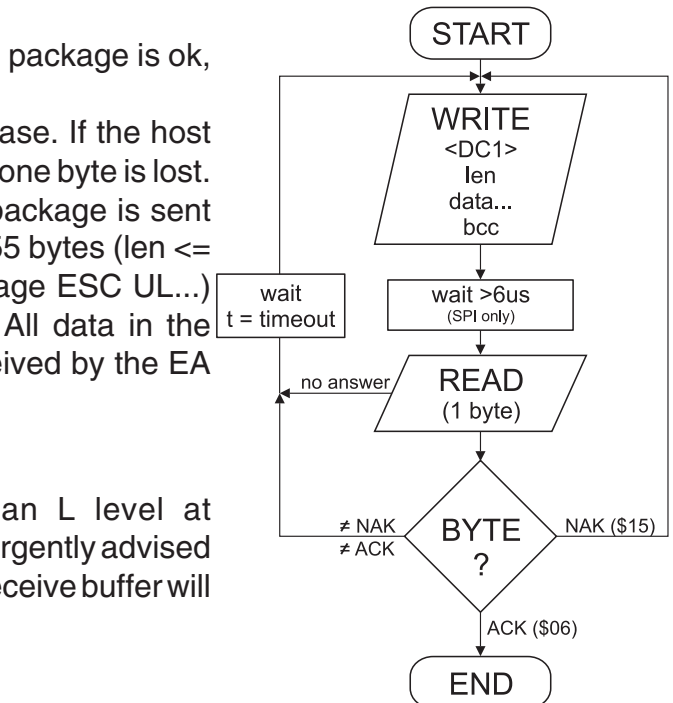 package is ok,
ase. If the host
one byte is lost.
package is sent
55 bytes (len <=
age ESC UL...)
All data in the
eived by the EA
an L level at
rgently advised
eceive buffer will
START
WRITE
<DC1>
len
data...
bcc
wait
t = timeout
wait >6us
(SPI only)
no answer
READ
(1 byte)
≠ NAK
≠ ACK
BYTE
?
NAK ($15)
ACK ($06)
END